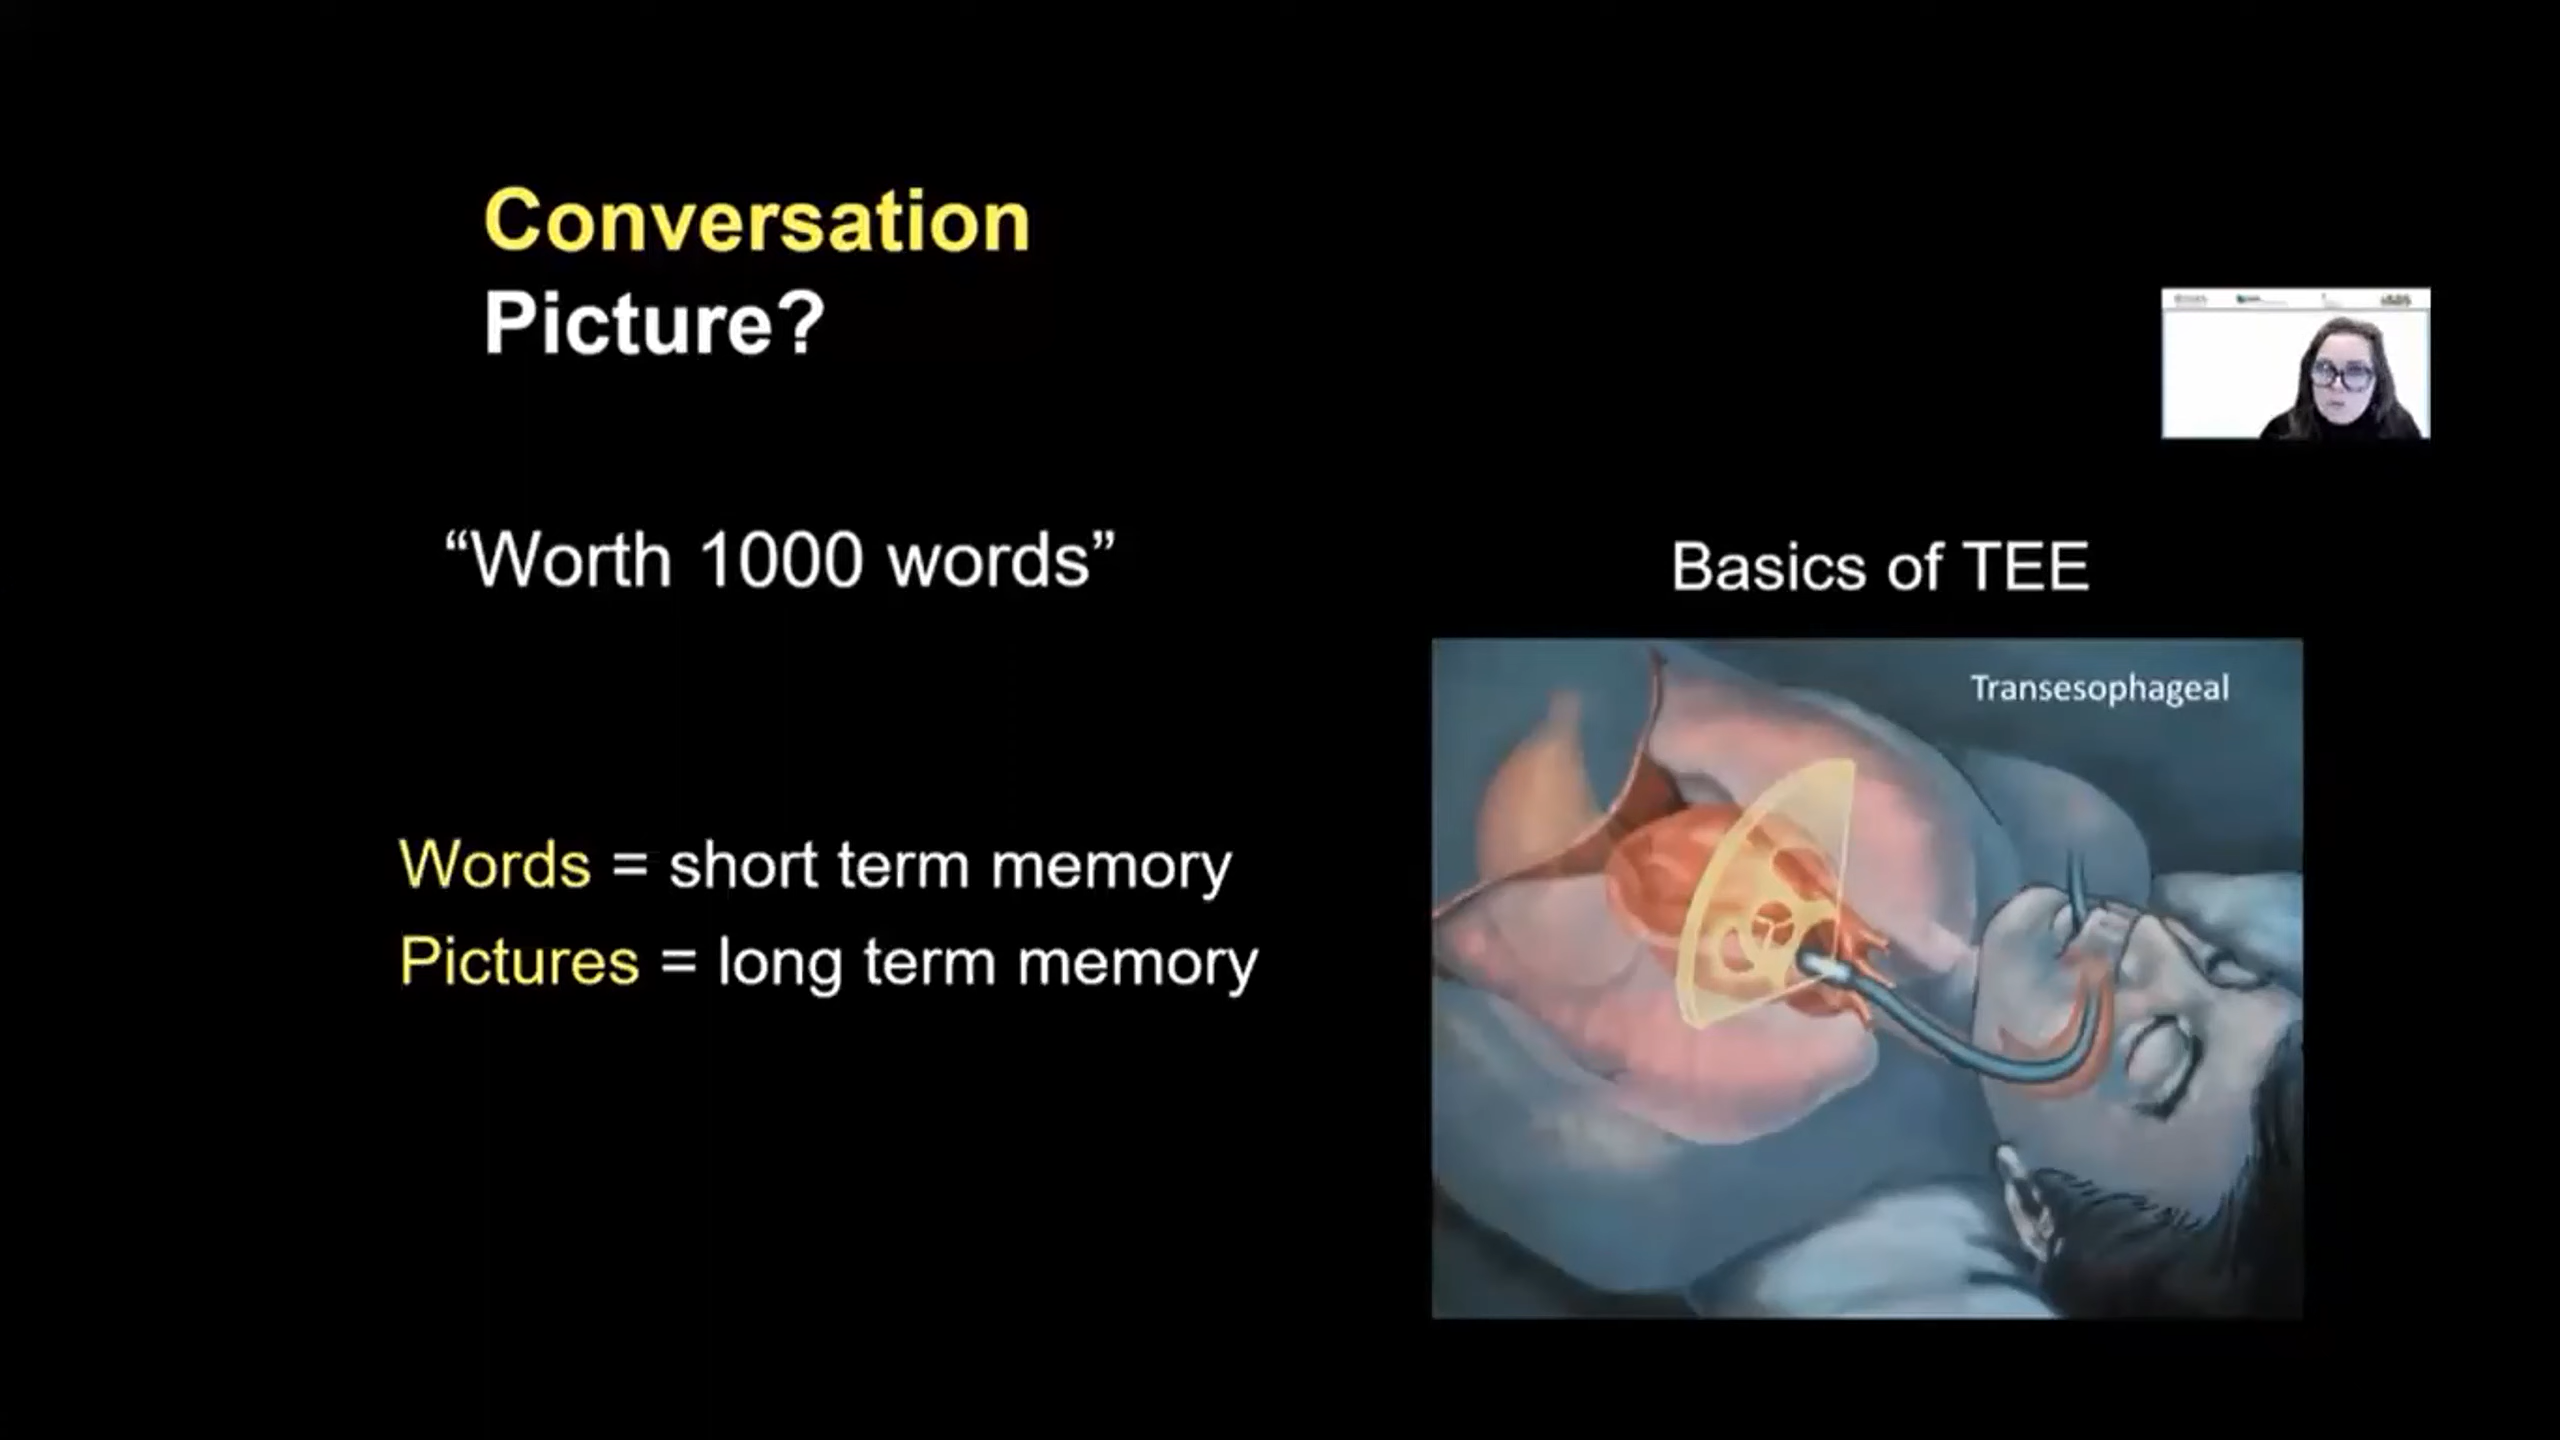 Conversation
Picture?
“Worth 1000 words”
Basics of TEE
Transesophageal
Words = short term memory
Pictures = long term memory